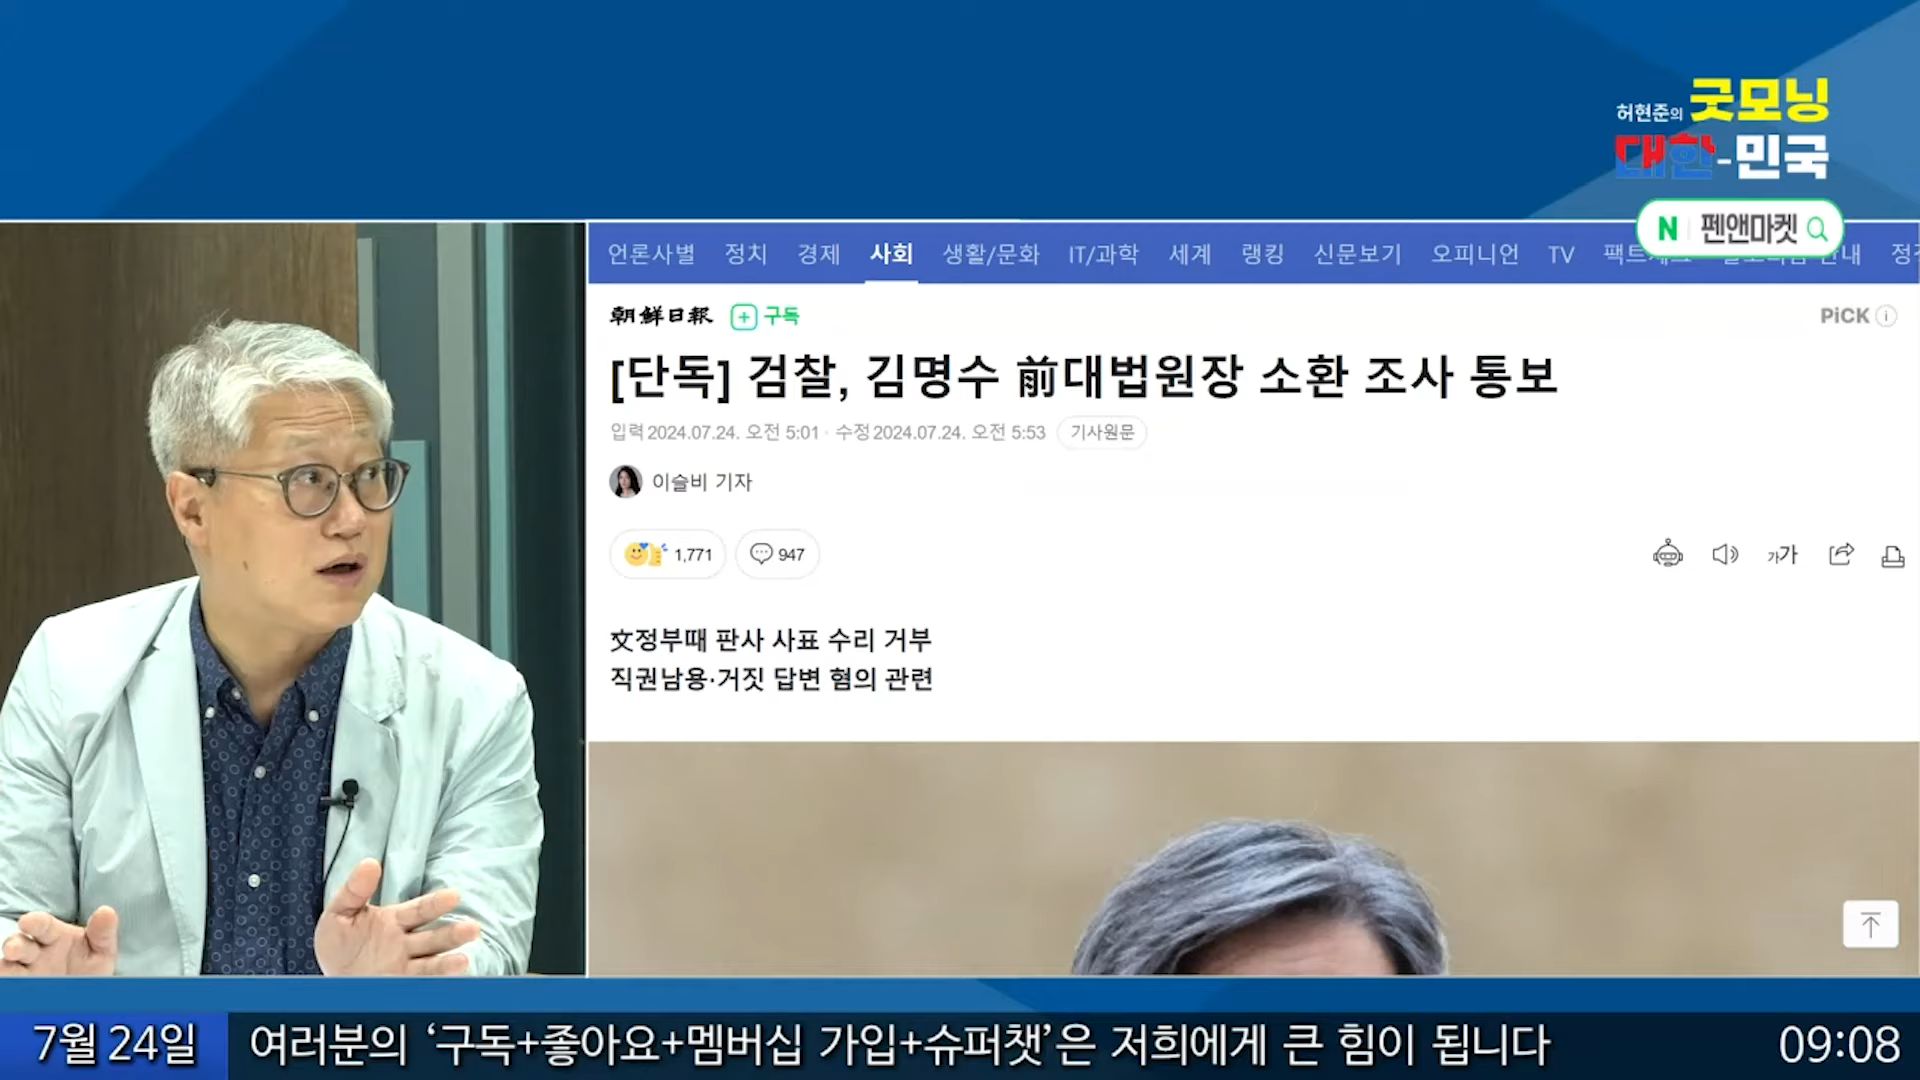 허현준의 굿모닝
대한-민국
N 펜앤마켓
언론사별 정치 경제 사회 생활/문화 IT/과학 세계 랭킹 신문보기 오피니언 TV
朝鮮日報 구독
PiCK
[단독] 검찰, 김명수 前대법원장 소환 조사 통보
입력 2024.07.24. 오전 5:01 · 수정 2024.07.24. 오전 5:53 기사원문
이슬비 기자
1,771 947
가가
文정부때 판사 사표 수리 거부
직권남용·거짓 답변 혐의 관련
7월 24일 여러분의 ‘구독+좋아요+멤버십 가입+슈퍼챗’은 저희에게 큰 힘이 됩니다 09:08